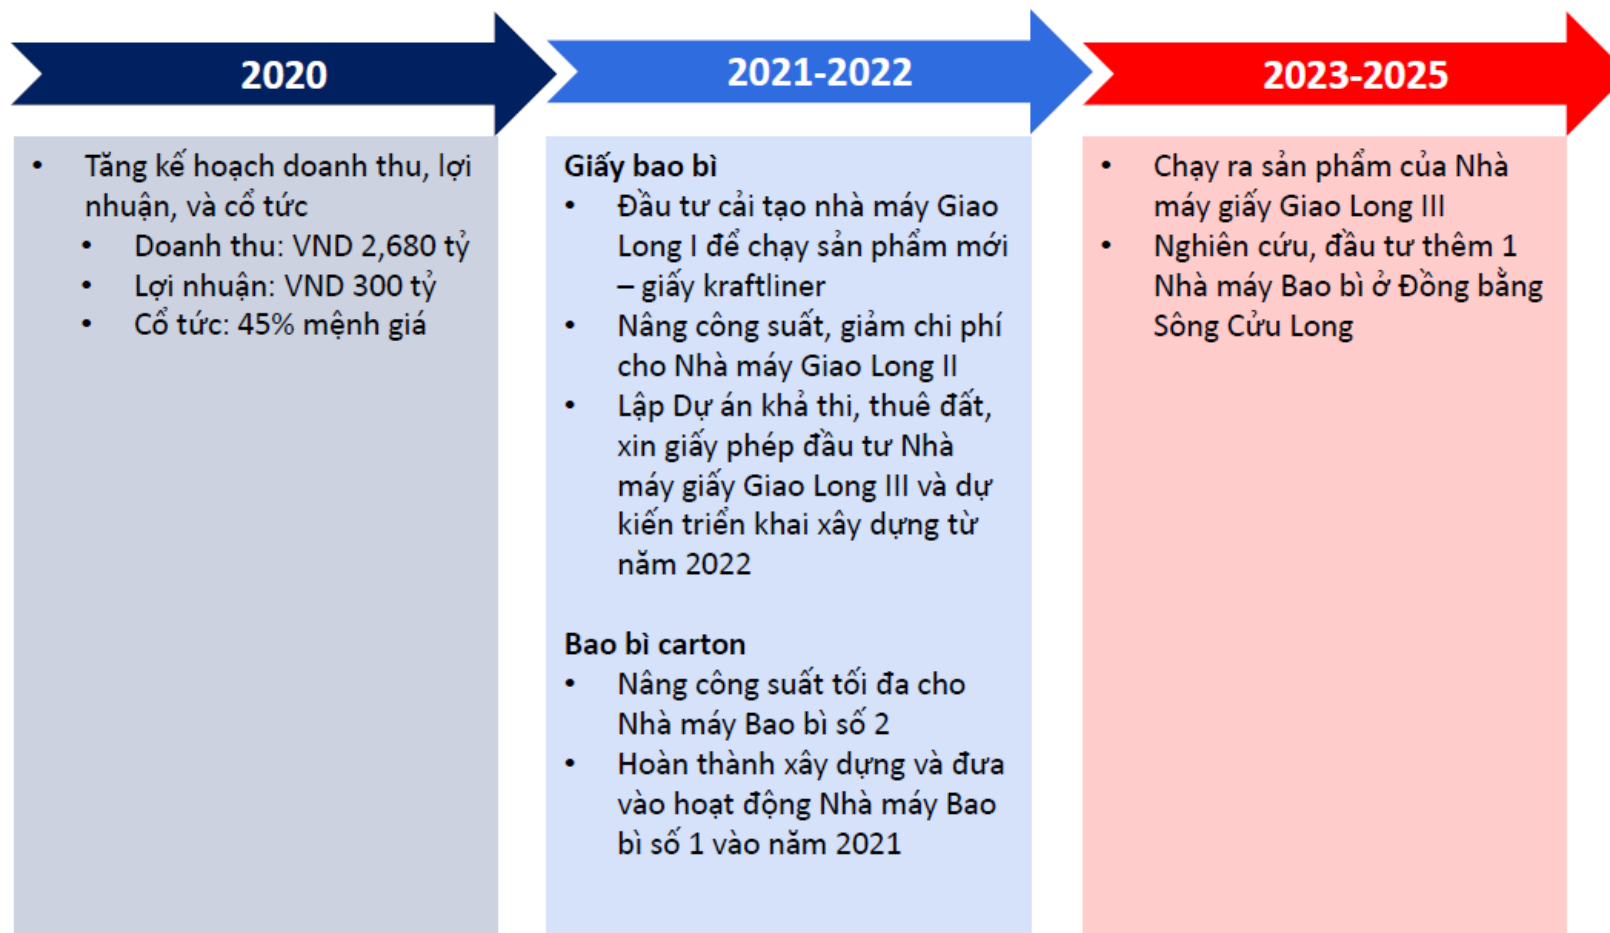 2020
• Tăng kế hoạch doanh thu, lợi
nhuận, và cổ tức
• Doanh thu: VND 2,680 tỷ
• Lợi nhuận: VND 300 tỷ
• Cổ tức: 45% mệnh giá
2021-2022
Giấy bao bì
• Đầu tư cải tạo nhà máy Giao
Long I để chạy sản phẩm mới
– giấy kraftliner
• Nâng công suất, giảm chi phí
cho Nhà máy Giao Long II
• Lập Dự án khả thi, thuê đất,
xin giấy phép đầu tư Nhà
máy giấy Giao Long III và dự
kiến triển khai xây dựng từ
năm 2022
Bao bì carton
• Nâng công suất tối đa cho
Nhà máy Bao bì số 2
• Hoàn thành xây dựng và đưa
vào hoạt động Nhà máy Bao
bì số 1 vào năm 2021
2023-2025
• Chạy ra sản phẩm của Nhà
máy giấy Giao Long III
• Nghiên cứu, đầu tư thêm 1
Nhà máy Bao bì ở Đồng bằng
Sông Cửu Long